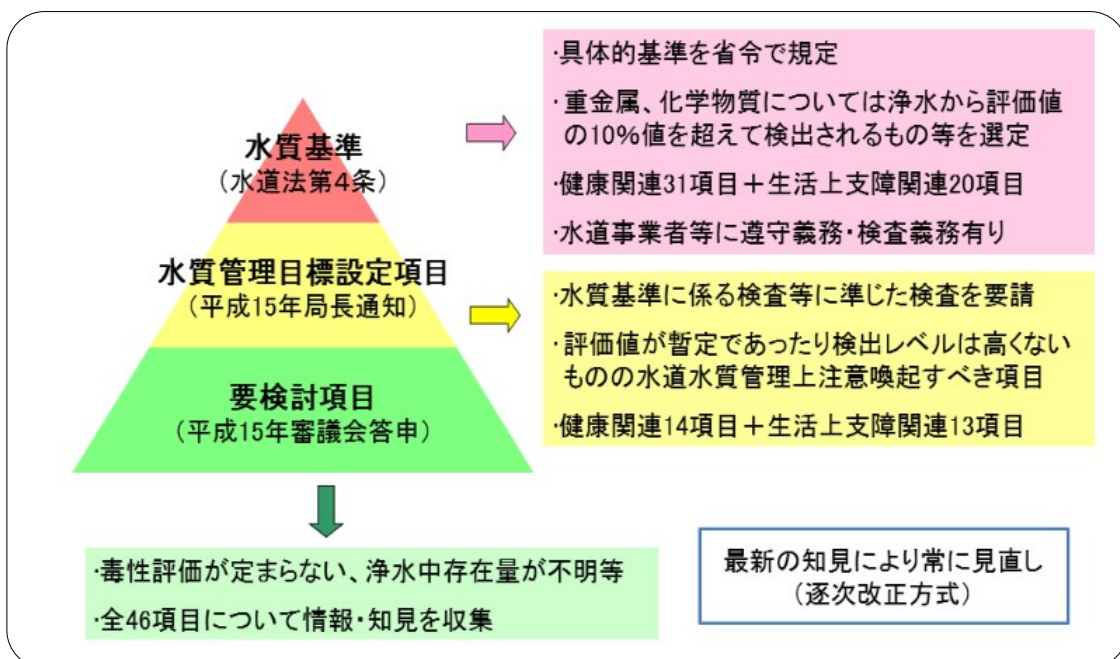 水質基準
（水道法第４条）
水質管理目標設定項目
（平成15年局長通知）
要検討項目
（平成15年審議会答申）
・具体的基準を省令で規定
・重金属、化学物質については浄水から評価値
の10％値を超えて検出されるもの等を選定
・健康関連31項目＋生活上支障関連20項目
・水道事業者等に遵守義務・検査義務有り
・水質基準に係る検査等に準じた検査を要請
・評価値が暫定であったり検出レベルは高くない
ものの水道水質管理上注意喚起すべき項目
・健康関連14項目＋生活上支障関連13項目
・毒性評価が定まらない、浄水中存在量が不明等
・全46項目について情報・知見を収集
最新の知見により常に見直し
（逐次改正方式）